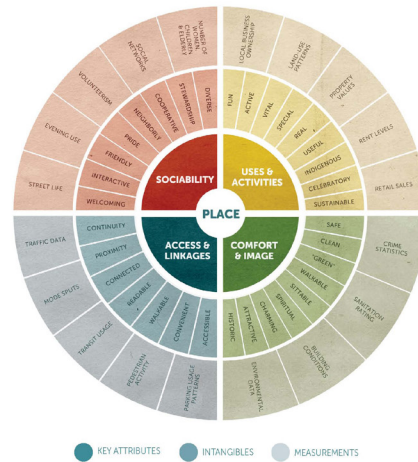 NUMBER OF
WOMEN,
CHILDREN
& ELDERLY
SOCIAL
NETWORKS
VOLUNTEERISM
EVENING USE
STREET LIFE
LOCAL BUSINESS
OWNERSHIP
LAND USE
PATTERNS
PROPERTY
VALUES
RENT LEVELS
RETAIL SALES
DIVERSE
STEWARDSHIP
COOPERATIVE
NEIGHBORLY
PRIDE
FRIENDLY
INTERACTIVE
WELCOMING
FUN
ACTIVE
VITAL
SPECIAL
REAL
USEFUL
INDIGENOUS
CELEBRATORY
SUSTAINABLE
SOCIABILITY
USES &
ACTIVITIES
PLACE
ACCESS &
LINKAGES
COMFORT &
IMAGE
CONTINUITY
PROXIMITY
CONNECTED
READABLE
WALKABLE
CONVENIENT
ACCESSIBLE
SAFE
CLEAN
"GREEN"
WALKABLE
SITTABLE
SPIRITUAL
CHARMING
ATTRACTIVE
HISTORIC
TRAFFIC DATA
MODE SPLITS
TRANSIT USAGE
PEDESTRIAN
ACTIVITY
PARKING USAGE
PATTERNS
CRIME
STATISTICS
SANITATION
RATING
BUILDING
CONDITIONS
ENVIRONMENTAL
DATA
KEY ATTRIBUTES
INTANGIBLES
MEASUREMENTS